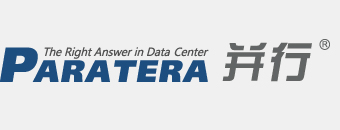 The Right Answer in Data Center
PARATERA 并行®